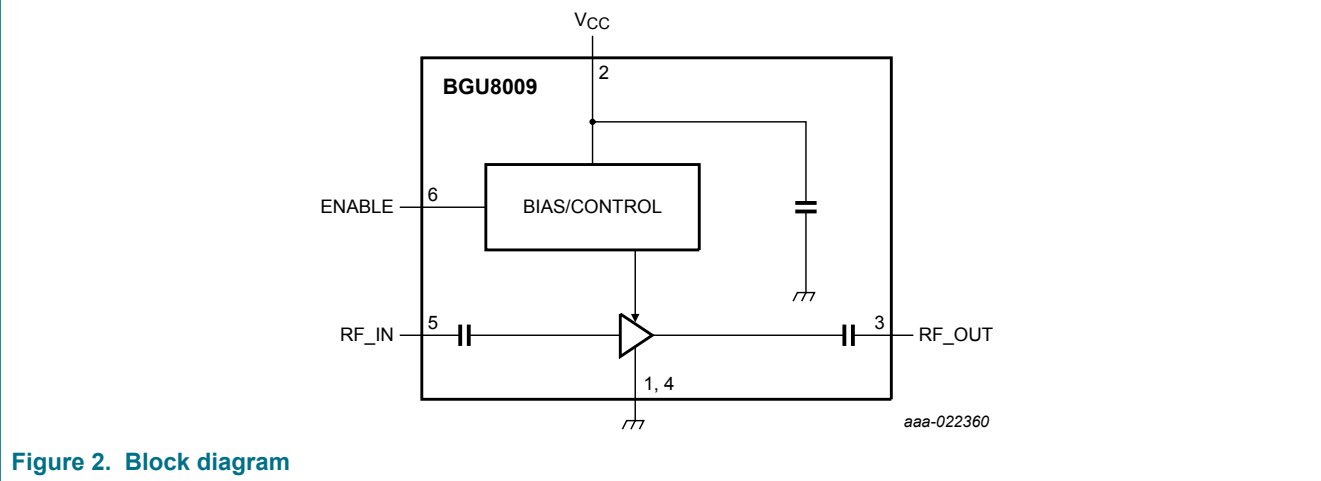 VCC
2
BGU8009
6
ENABLE
BIAS/CONTROL
5
RF_IN
3
RF_OUT
1, 4
aaa-022360
Figure 2. Block diagram